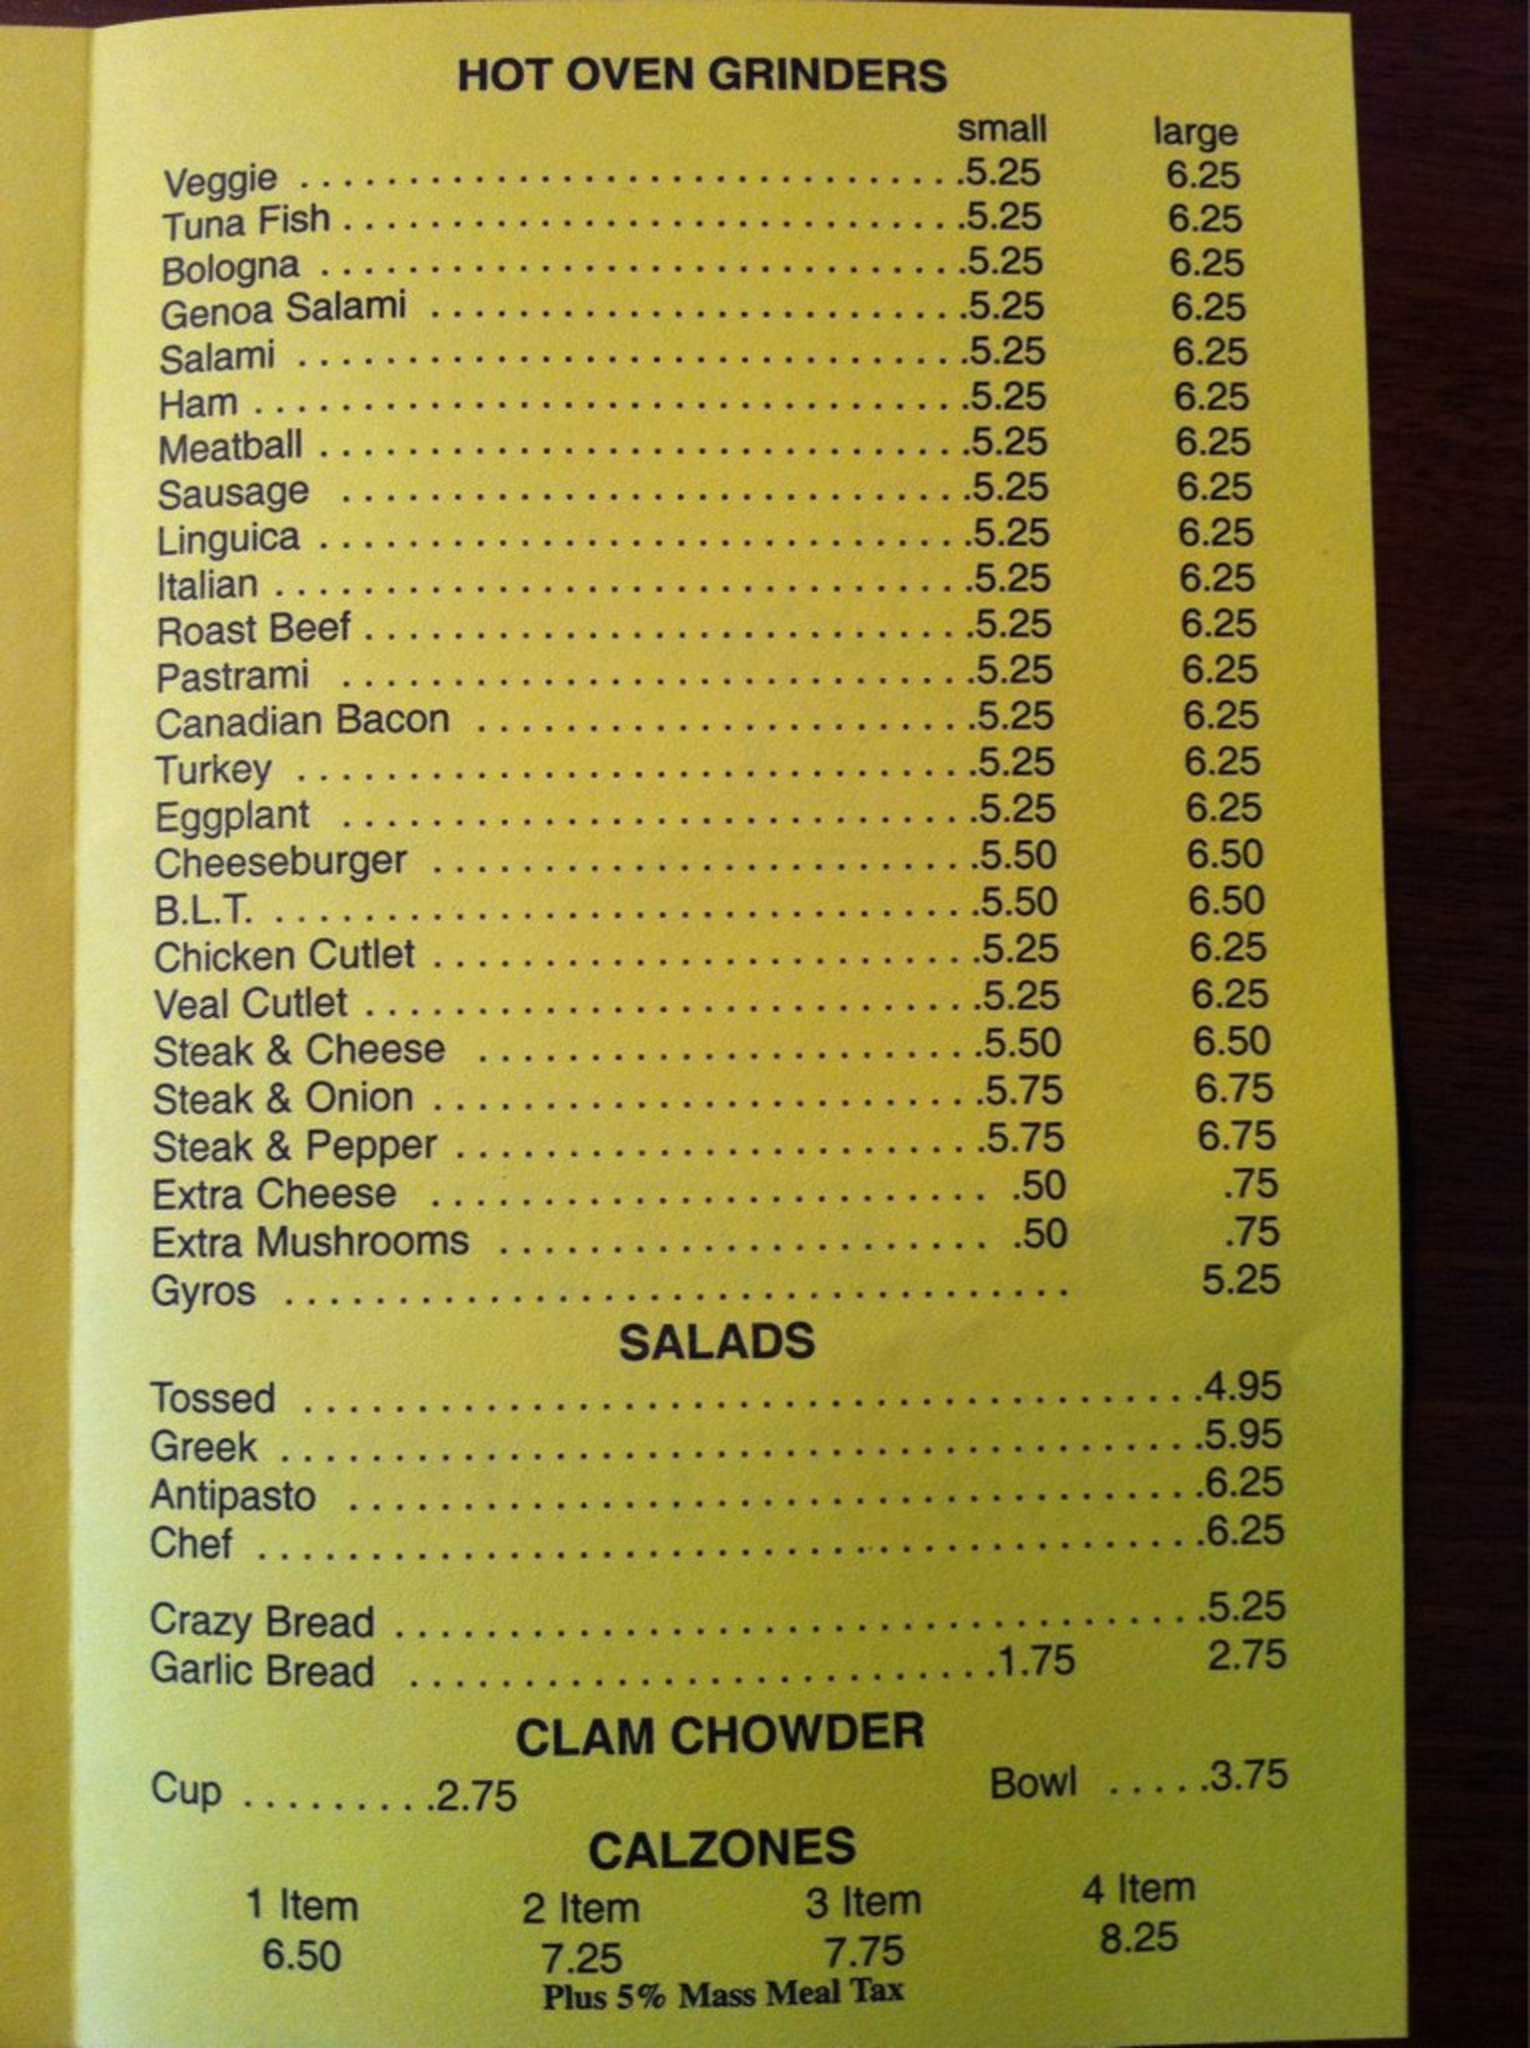 HOT OVEN GRINDERS
small large
Veggie . . . . . . . . . . . . . . . . . . . . . . . .5.25 6.25
Tuna Fish . . . . . . . . . . . . . . . . . . . . . . . .5.25 6.25
Bologna . . . . . . . . . . . . . . . . . . . . . . . .5.25 6.25
Genoa Salami . . . . . . . . . . . . . . . . . . . .5.25 6.25
Salami . . . . . . . . . . . . . . . . . . . . . . . .5.25 6.25
Ham . . . . . . . . . . . . . . . . . . . . . . . .5.25 6.25
Meatball . . . . . . . . . . . . . . . . . . . . . . . .5.25 6.25
Sausage . . . . . . . . . . . . . . . . . . . . . . . .5.25 6.25
Linguica . . . . . . . . . . . . . . . . . . . . . . . .5.25 6.25
Italian . . . . . . . . . . . . . . . . . . . . . . . .5.25 6.25
Roast Beef . . . . . . . . . . . . . . . . . . . . . .5.25 6.25
Pastrami . . . . . . . . . . . . . . . . . . . . . . . .5.25 6.25
Canadian Bacon . . . . . . . . . . . . . . . . . .5.25 6.25
Turkey . . . . . . . . . . . . . . . . . . . . . . . .5.25 6.25
Eggplant . . . . . . . . . . . . . . . . . . . . . . . .5.25 6.25
Cheeseburger . . . . . . . . . . . . . . . . . . . .5.50 6.50
B.L.T. . . . . . . . . . . . . . . . . . . . . . . . .5.50 6.50
Chicken Cutlet . . . . . . . . . . . . . . . . . . . .5.25 6.25
Veal Cutlet . . . . . . . . . . . . . . . . . . . . . .5.25 6.25
Steak & Cheese . . . . . . . . . . . . . . . . . .5.50 6.50
Steak & Onion . . . . . . . . . . . . . . . . . . . .5.75 6.75
Steak & Pepper . . . . . . . . . . . . . . . . . . .5.75 6.75
Extra Cheese . . . . . . . . . . . . . . . . . . . . .50 .75
Extra Mushrooms . . . . . . . . . . . . . . . . . . .50 .75
Gyros . . . . . . . . . . . . . . . . . . . . . . . . . . . . 5.25
SALADS
Tossed . . . . . . . . . . . . . . . . . . . . . . . . . . . . . . .4.95
Greek . . . . . . . . . . . . . . . . . . . . . . . . . . . . . . . .5.95
Antipasto . . . . . . . . . . . . . . . . . . . . . . . . . . . . . .6.25
Chef . . . . . . . . . . . . . . . . . . . . . . . . . . . . . . . . .6.25
Crazy Bread . . . . . . . . . . . . . . . . . . . . . . . . . . . .5.25
Garlic Bread . . . . . . . . . . . . . . . . . . . . .1.75 2.75
CLAM CHOWDER
Cup . . . . . . . . .2.75 Bowl . . . . .3.75
CALZONES
1 Item 2 Item 3 Item 4 Item
6.50 7.25 7.75 8.25
Plus 5% Mass Meal Tax